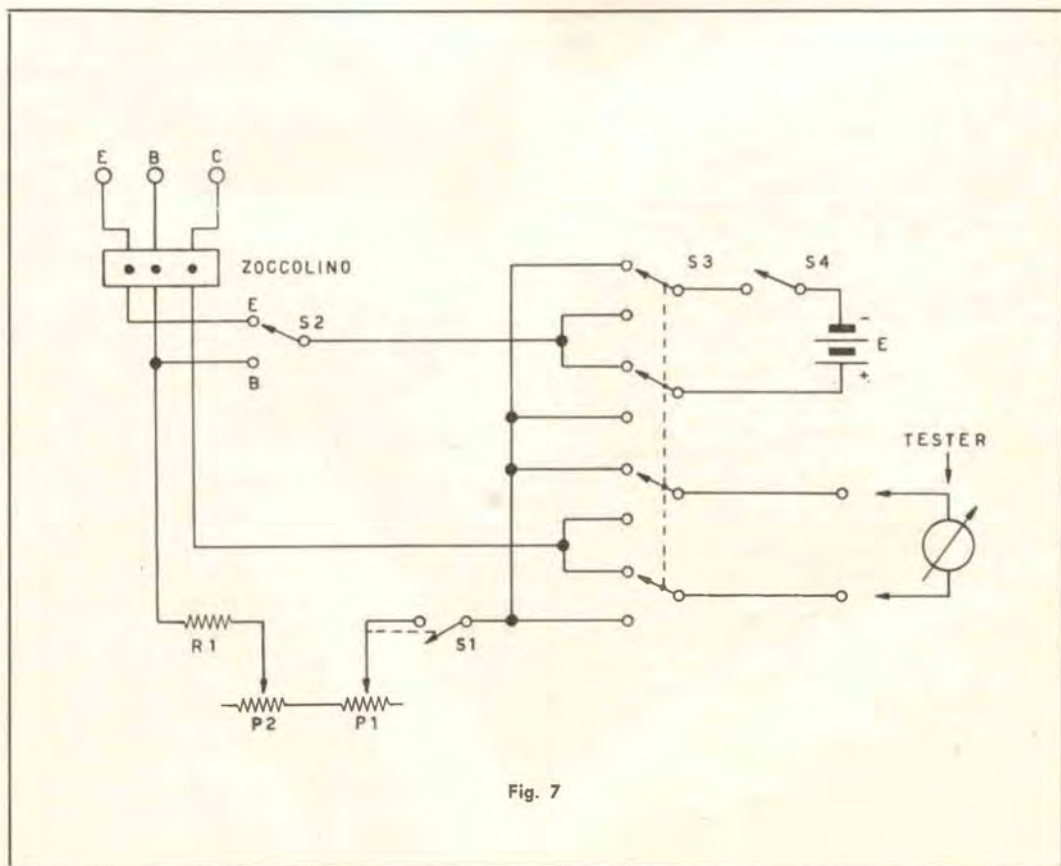 E B C
ZOCCOLINO
E
S2
B
S3 S4
-
E
+
TESTER
R1
S1
P2 P1
Fig. 7